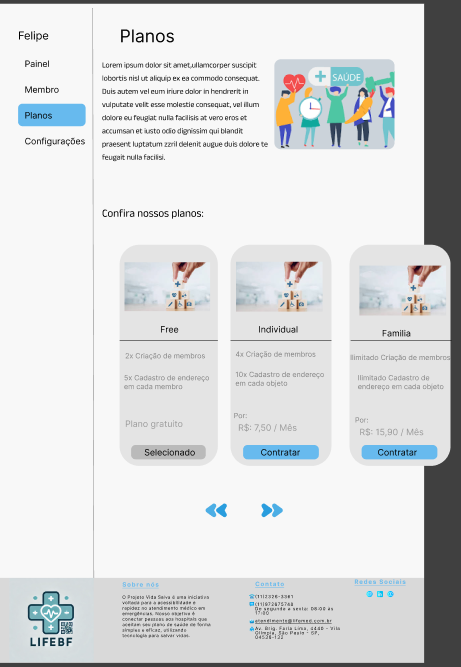 Felipe
Painel
Membro
Planos
Configurações
Planos
Lorem ipsum dolor sit amet,ullamcorper suscipit
lobortis nisl ut aliquip ex ea commodo consequat.
Duis autem vel eum iriure dolor in hendrerit in
vulputate velit esse molestie consequat, vel illum
dolore eu feugiat nulla facilisis at vero eros et
accumsan et iusto odio dignissim qui blandit
praesent luptatum zzril delenit augue duis dolore te
feugait nulla facilisi.
SAÚDE
Confira nossos planos:
Free
2x Criação de membros
5x Cadastro de endereço
em cada membro
Plano gratuito
Selecionado
Individual
4x Criação de membros
10x Cadastro de endereço
em cada objeto
Por:
R$: 7,50 / Mês
Contratar
Familia
Ilimitado Criação de membros
Ilimitado Cadastro de
endereço em cada objeto
Por:
R$: 15,90 / Mês
Contratar
LIFEBF
Sobre nós
O Projeto Vida Salva é uma iniciativa
voltada para a acessibilidade e
rapidez no atendimento médico em
emergências. Nosso objetivo é
conectar pessoas aos hospitais que
aceitam seu plano de saúde de forma
simples e eficaz, utilizando
tecnologia para salvar vidas.
Contato
(11)2326-3361
(11)972675748
De segunda a sexta: 08:00 às
17:00
atendimento@lifemed.com.br
Av. Brig. Faria Lima, 4440 - Vila
Olímpia, São Paulo - SP,
04538-132
Redes Sociais